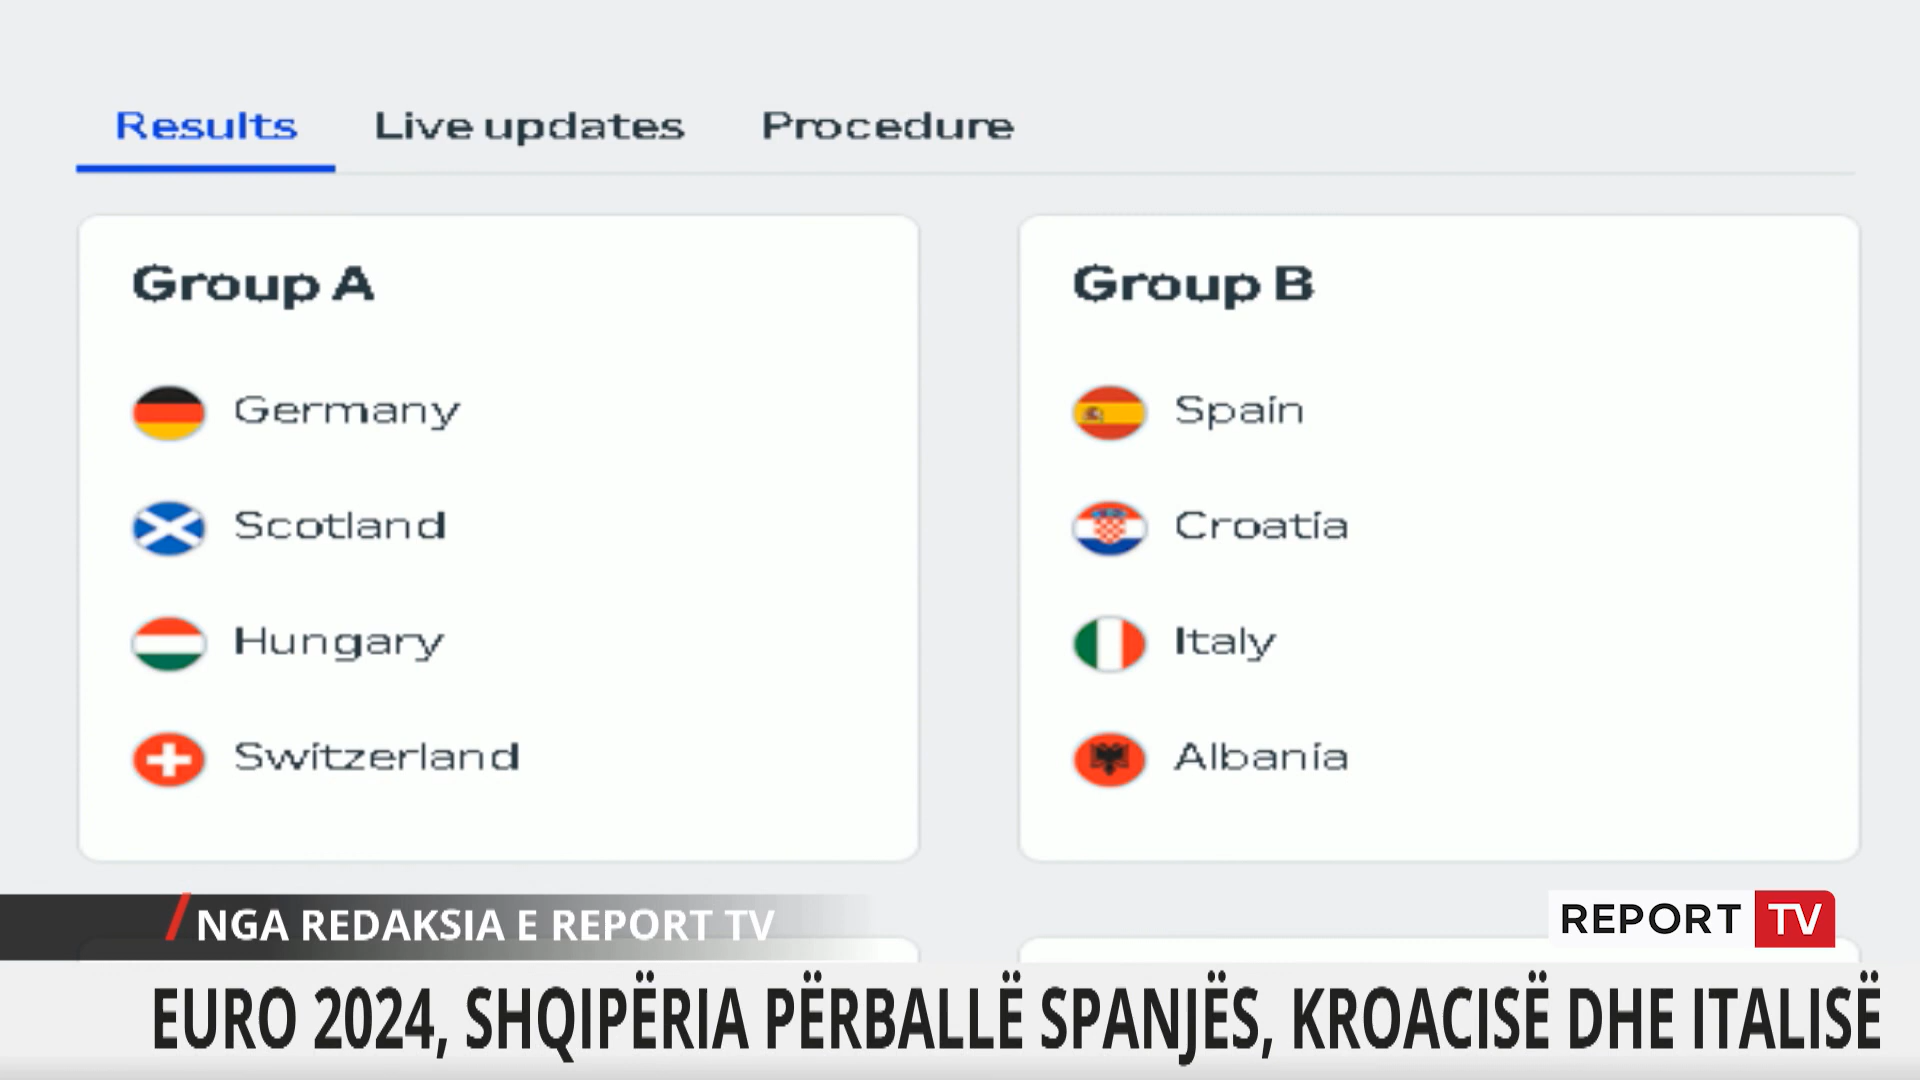 Results Live updates Procedure
Group A
Germany
Scotland
Hungary
Switzerland
Group B
Spain
Croatia
Italy
Albania
NGA REDAKSIA E REPORT TV
REPORT TV
EURO 2024, SHQIPËRIA PËRBALLË SPANJËS, KROACISË DHE ITALISË